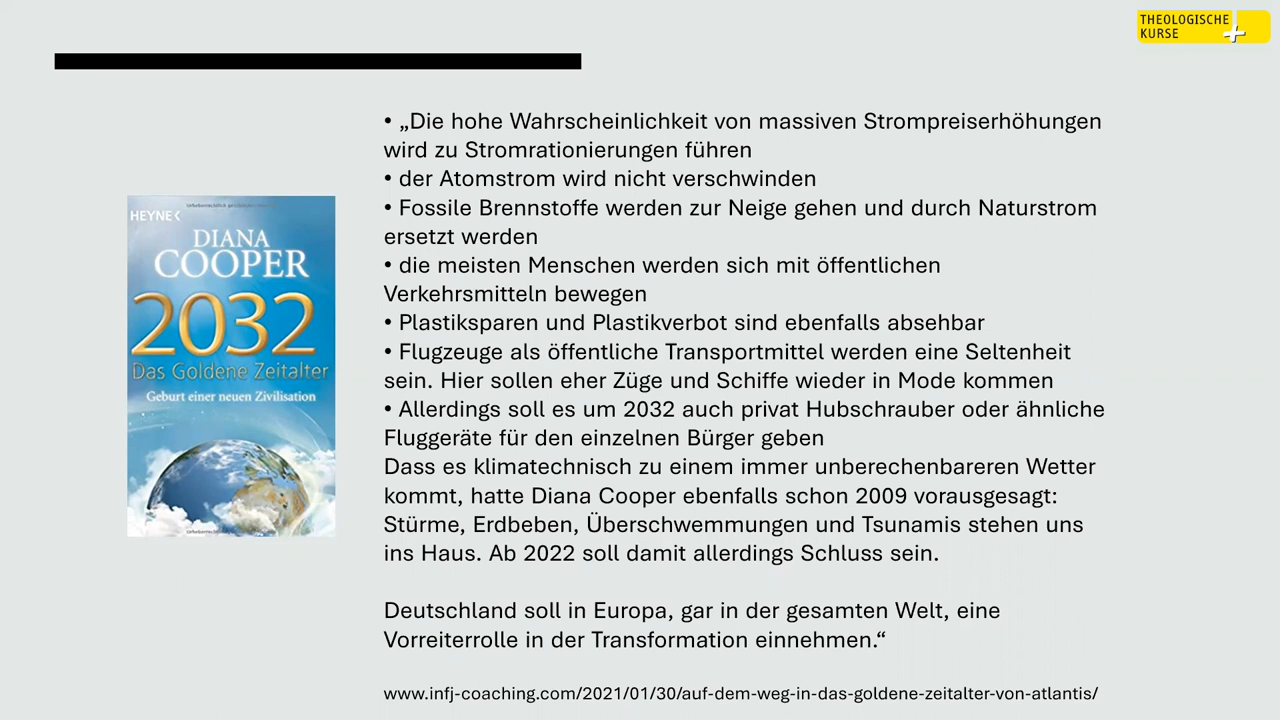 THEOLOGISCHE
KURSE
HEYNE
DIANA
COOPER
2032
Das Goldene Zeitalter
Geburt einer neuen Zivilisation
• „Die hohe Wahrscheinlichkeit von massiven Strompreiserhöhungen
wird zu Stromrationierungen führen
• der Atomstrom wird nicht verschwinden
• Fossile Brennstoffe werden zur Neige gehen und durch Naturstrom
ersetzt werden
• die meisten Menschen werden sich mit öffentlichen
Verkehrsmitteln bewegen
• Plastiksparen und Plastikverbot sind ebenfalls absehbar
• Flugzeuge als öffentliche Transportmittel werden eine Seltenheit
sein. Hier sollen eher Züge und Schiffe wieder in Mode kommen
• Allerdings soll es um 2032 auch privat Hubschrauber oder ähnliche
Fluggeräte für den einzelnen Bürger geben
Dass es klimatechnisch zu einem immer unberechenbareren Wetter
kommt, hatte Diana Cooper ebenfalls schon 2009 vorausgesagt:
Stürme, Erdbeben, Überschwemmungen und Tsunamis stehen uns
ins Haus. Ab 2022 soll damit allerdings Schluss sein.
Deutschland soll in Europa, gar in der gesamten Welt, eine
Vorreiterrolle in der Transformation einnehmen.“
www.infj-coaching.com/2021/01/30/auf-dem-weg-in-das-goldene-zeitalter-von-atlantis/